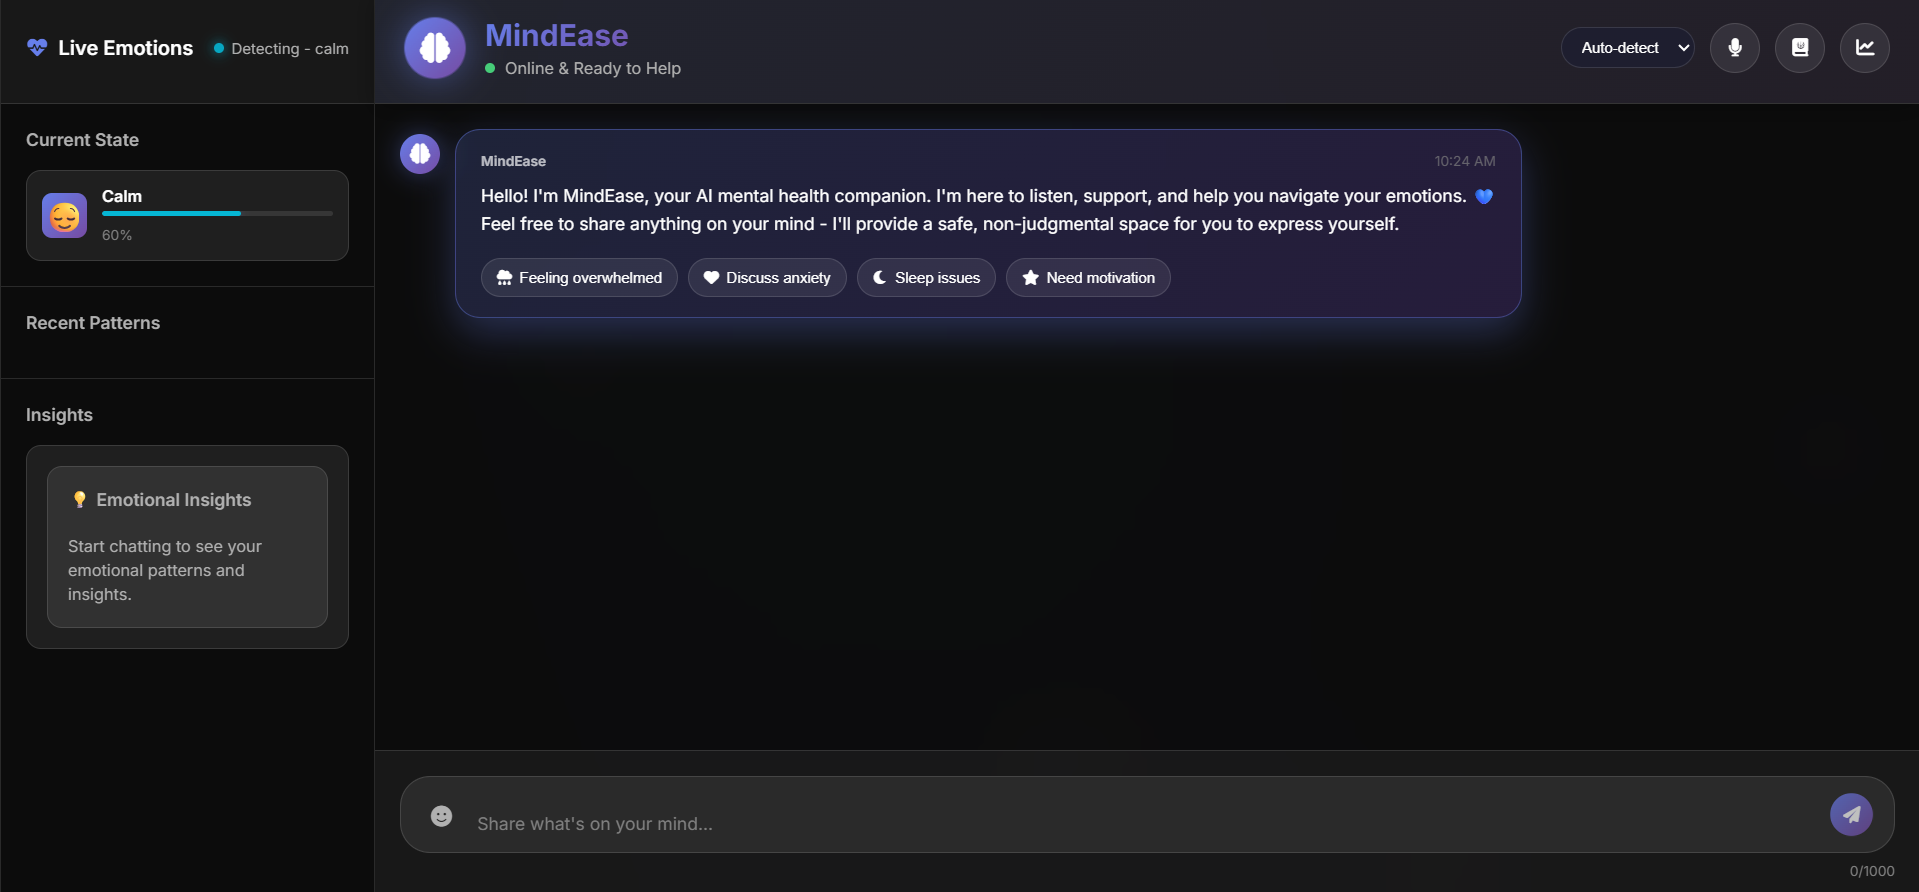 Live Emotions
Detecting - calm
Current State
Calm
60%
Recent Patterns
Insights
Emotional Insights
Start chatting to see your
emotional patterns and
insights.
MindEase
Online & Ready to Help
Auto-detect
MindEase
10:24 AM
Hello! I'm MindEase, your AI mental health companion. I'm here to listen, support, and help you navigate your emotions. 💙
Feel free to share anything on your mind - I'll provide a safe, non-judgmental space for you to express yourself.
Feeling overwhelmed
Discuss anxiety
Sleep issues
Need motivation
Share what's on your mind...
0/1000